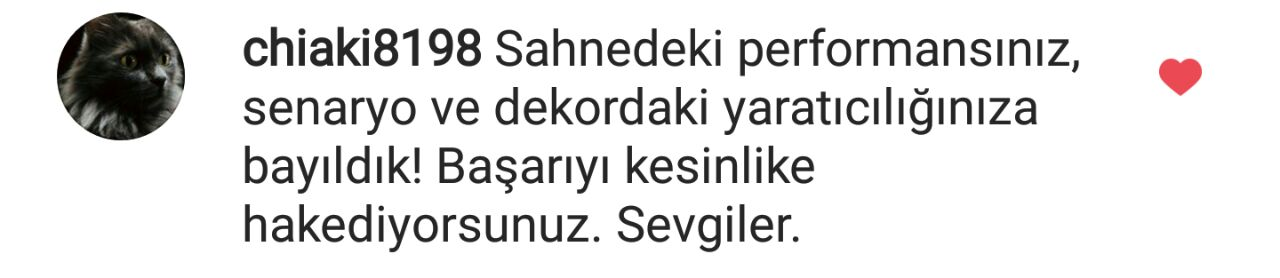 chiaki8198 Sahnedeki performansınız,
senaryo ve dekordaki yaratıcılığınıza
bayıldık! Başarıyı kesinlike
hakediyorsunuz. Sevgiler.